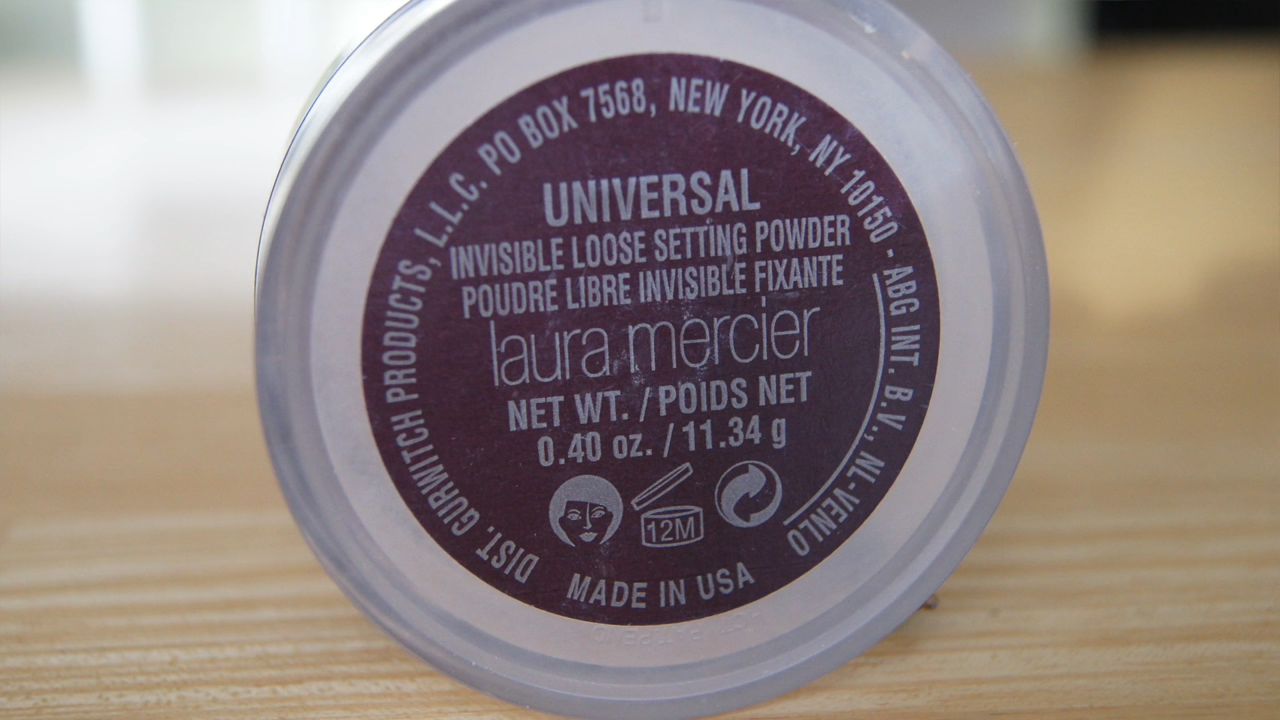 DIST. GURWITCH PRODUCTS, L.L.C. PO BOX 7568, NEW YORK, NY 10150 - ABG INT. B.V., NL-VENLO
UNIVERSAL
INVISIBLE LOOSE SETTING POWDER
POUDRE LIBRE INVISIBLE FIXANTE
laura mercier
NET WT. / POIDS NET
0.40 oz. / 11.34 g
12M
MADE IN USA